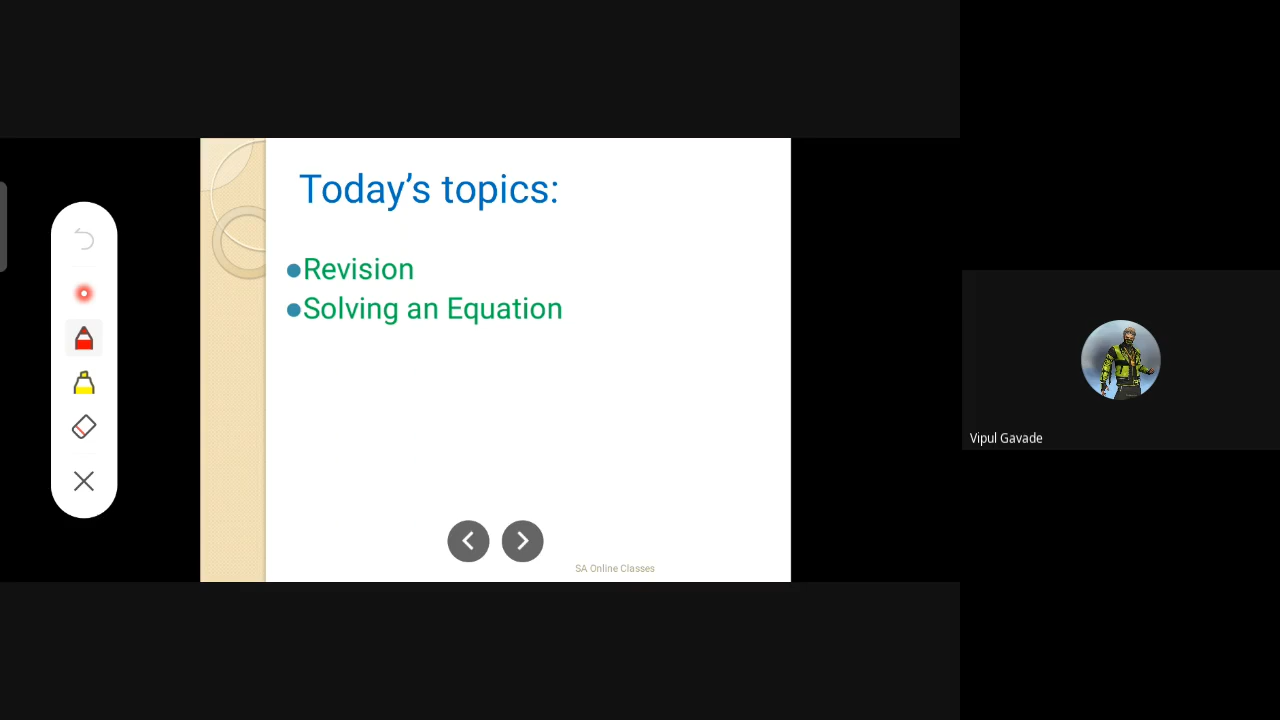 Today’s topics:
Revision
Solving an Equation
SA Online Classes
Vipul Gavade